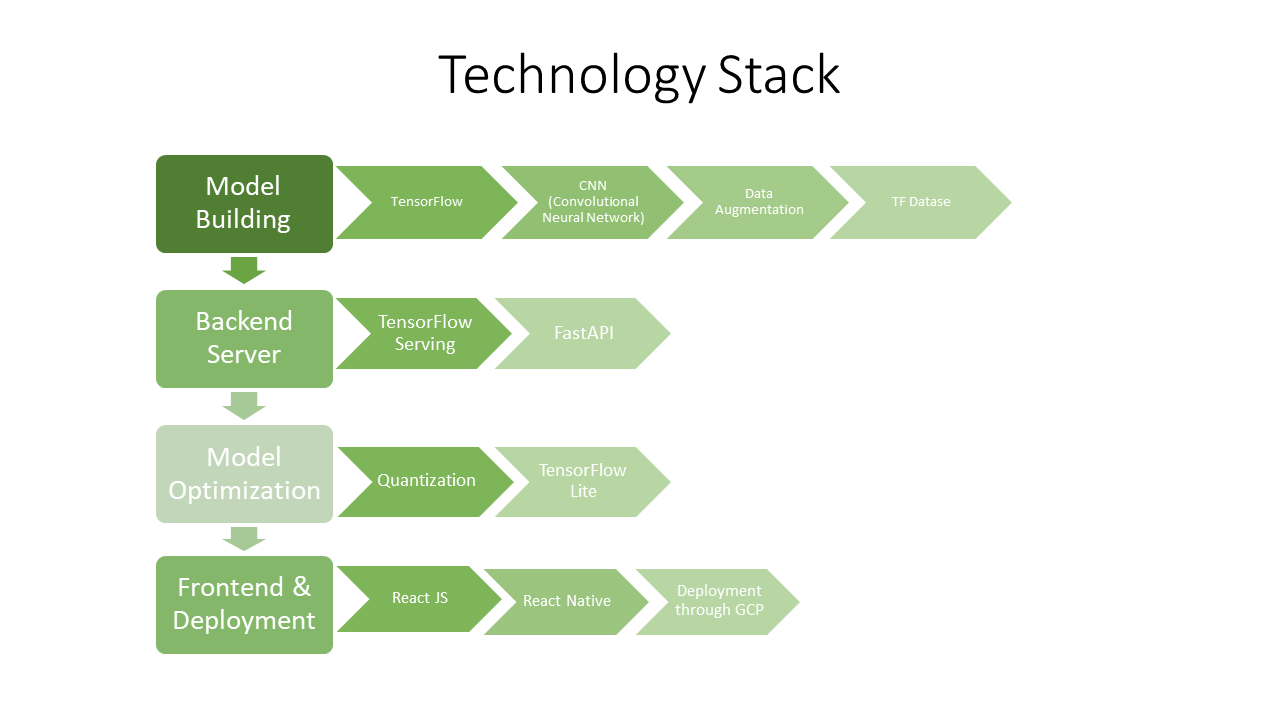 Technology Stack
Model
Building
TensorFlow
CNN
(Convolutional
Neural Network)
Data
Augmentation
TF Datase
Backend
Server
TensorFlow
Serving
FastAPI
Model
Optimization
Quantization
TensorFlow
Lite
Frontend &
Deployment
React JS
React Native
Deployment
through GCP